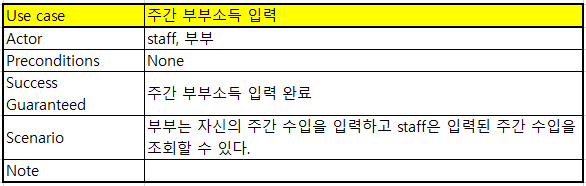 Use case 주간 부부소득 입력
Actor staff, 부부
Preconditions None
Success
Guaranteed 주간 부부소득 입력 완료
Scenario 부부는 자신의 주간 수입을 입력하고 staff은 입력된 주간 수입을
조회할 수 있다.
Note